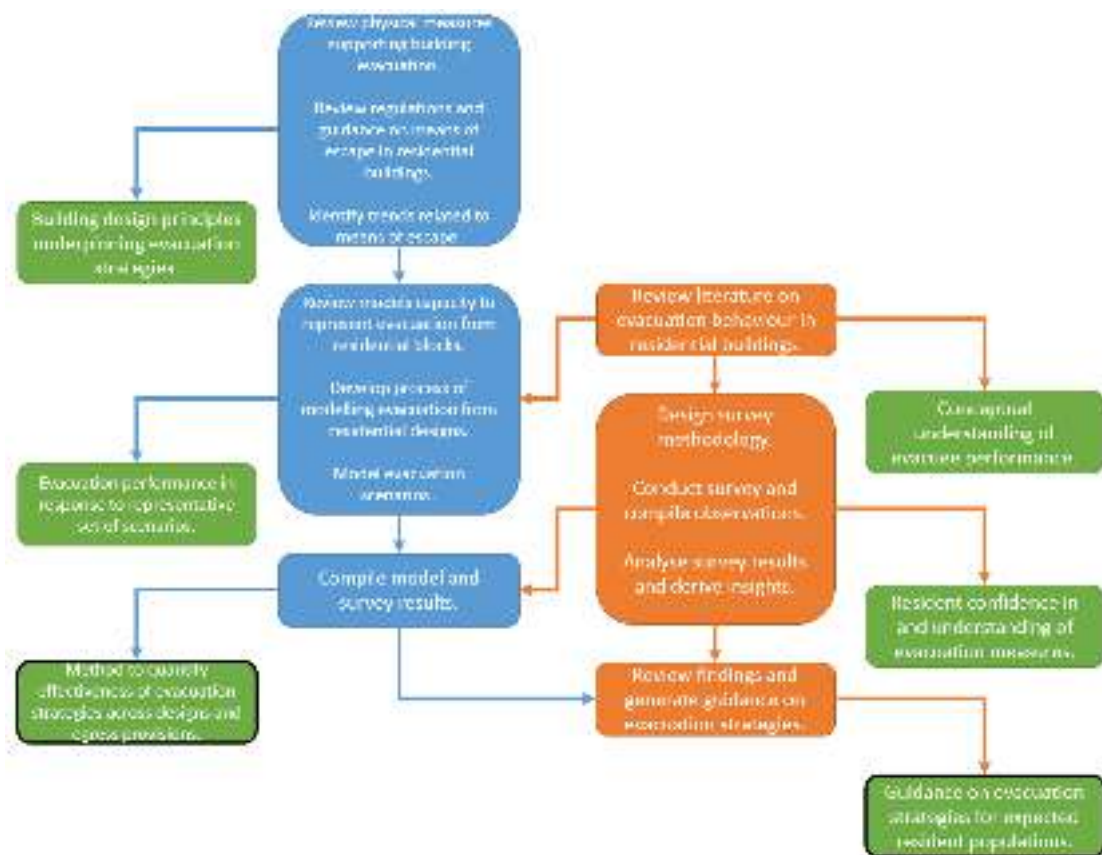 Review physical measures
supporting building
evacuation.
Review regulations and
guidance on means of
escape in residential
buildings.
Identify trends related to
means of escape
Building design principles
underpinning evacuation
strategies
Review models capacity to
represent evacuation from
residential blocks.
Develop process of
modelling evacuation from
residential designs.
Model evacuation
scenarios.
Evacuation performance in
response to representative
set of scenarios.
Compile model and
survey results.
Method to quantify
effectiveness of evacuation
strategies across designs and
egress provisions.
Review literature on
evacuation behaviour in
residential buildings.
Design survey
methodology.
Conduct survey and
compile observations.
Analyse survey results
and derive insights.
Review findings and
generate guidance on
evacuation strategies.
Conceptual
understanding of
evacuee performance
Resident confidence in
and understanding of
evacuation measures.
Guidance on evacuation
strategies for expected
resident populations.